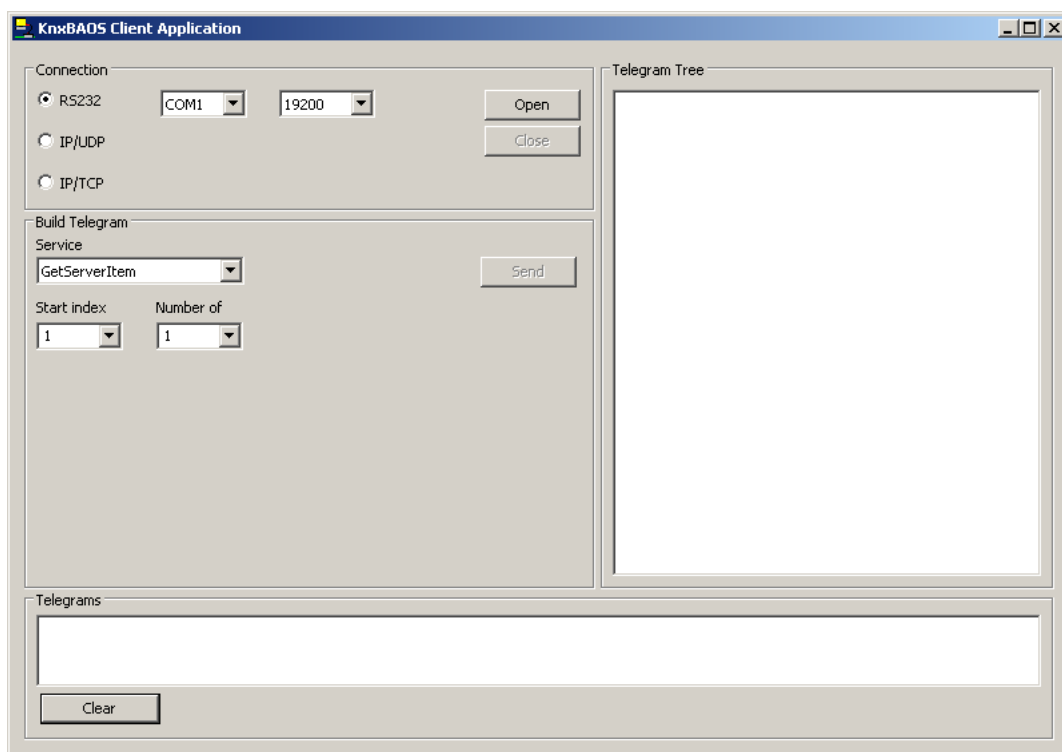 KnxBAOS Client Application
Connection
RS232
COM1
19200
Open
IP/UDP
Close
IP/TCP
Build Telegram
Service
GetServerItem
Send
Start index
Number of
1
1
Telegram Tree
Telegrams
Clear